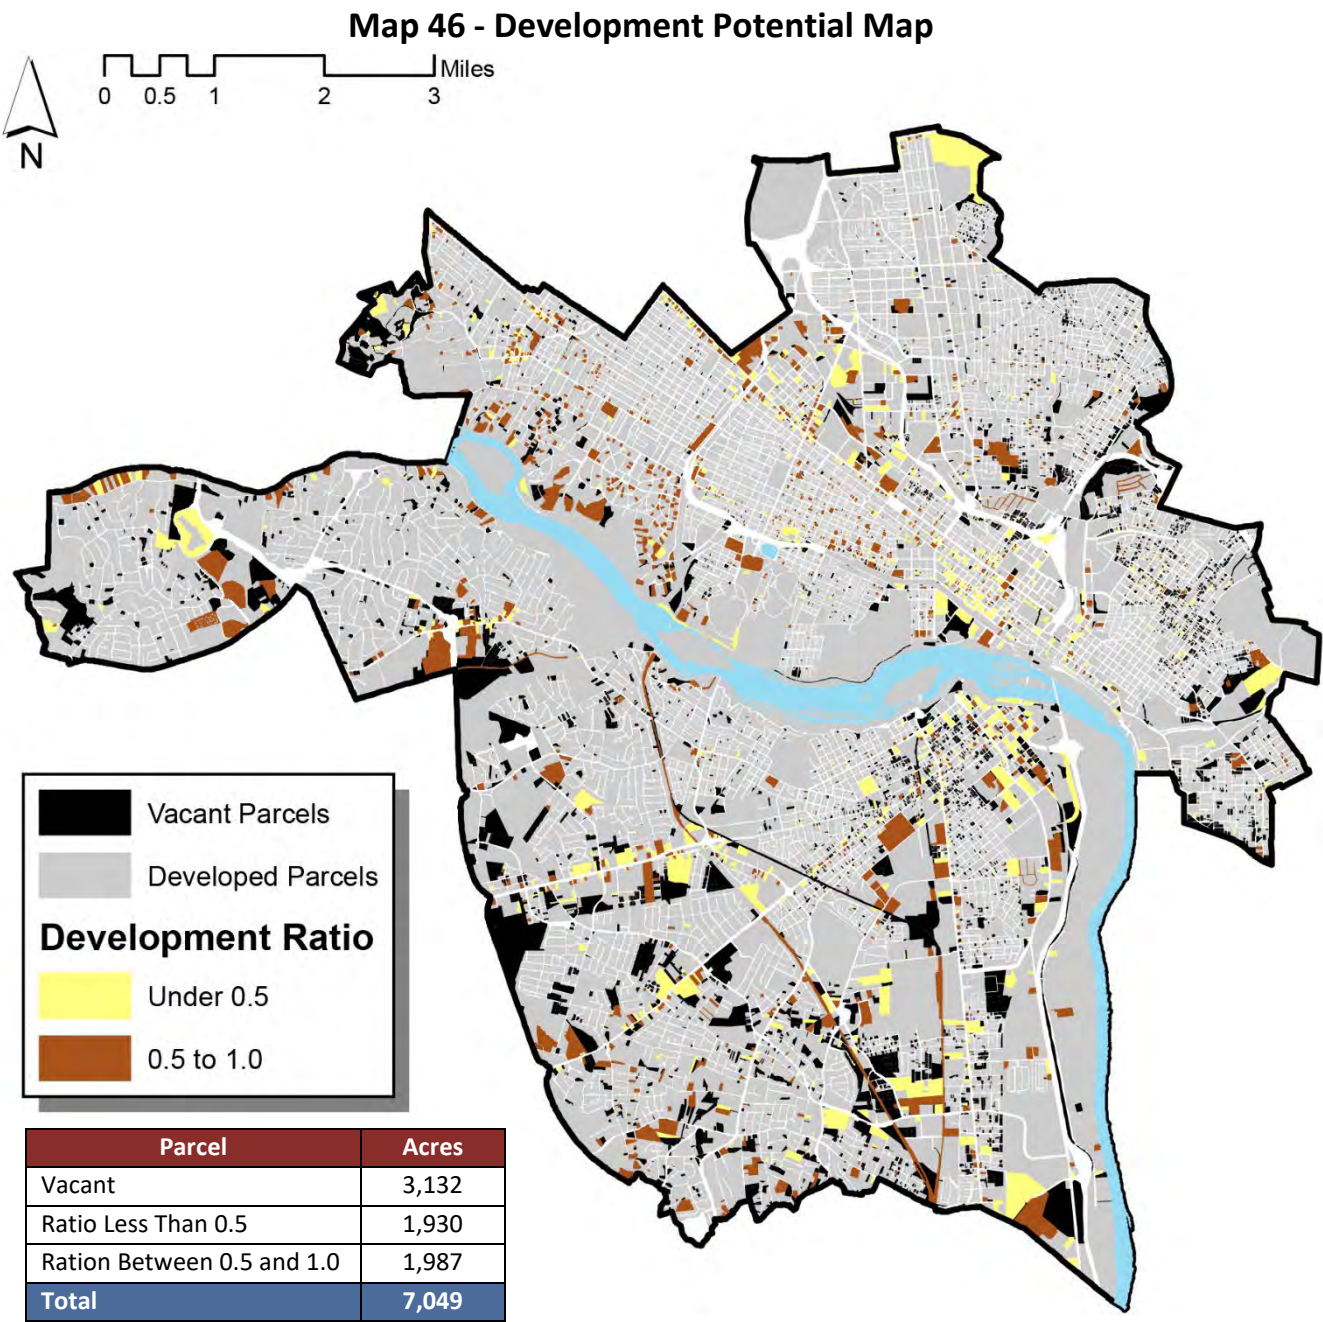 Map 46 - Development Potential Map
Miles
0 0.5 1 2 3
N
Vacant Parcels
Developed Parcels
Development Ratio
Under 0.5
0.5 to 1.0
Parcel Acres
Vacant 3,132
Ratio Less Than 0.5 1,930
Ration Between 0.5 and 1.0 1,987
Total 7,049